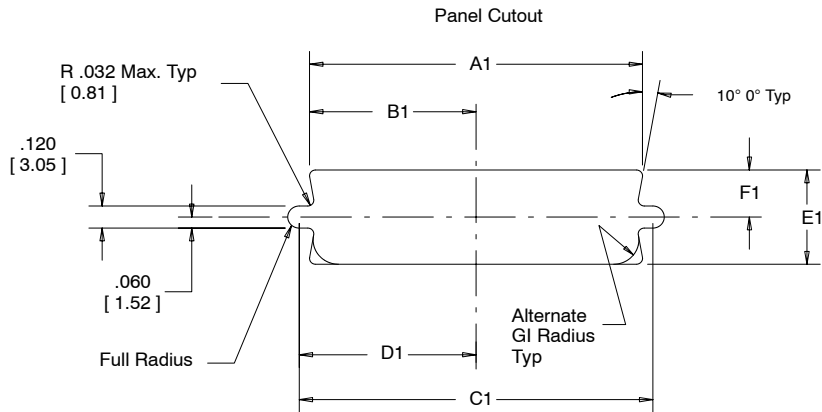 Panel Cutout
A1
R .032 Max. Typ
[ 0.81 ]
B1
10° 0° Typ
.120
[ 3.05 ]
F1
E1
.060
[ 1.52 ]
Alternate
GI Radius
Typ
Full Radius
D1
C1